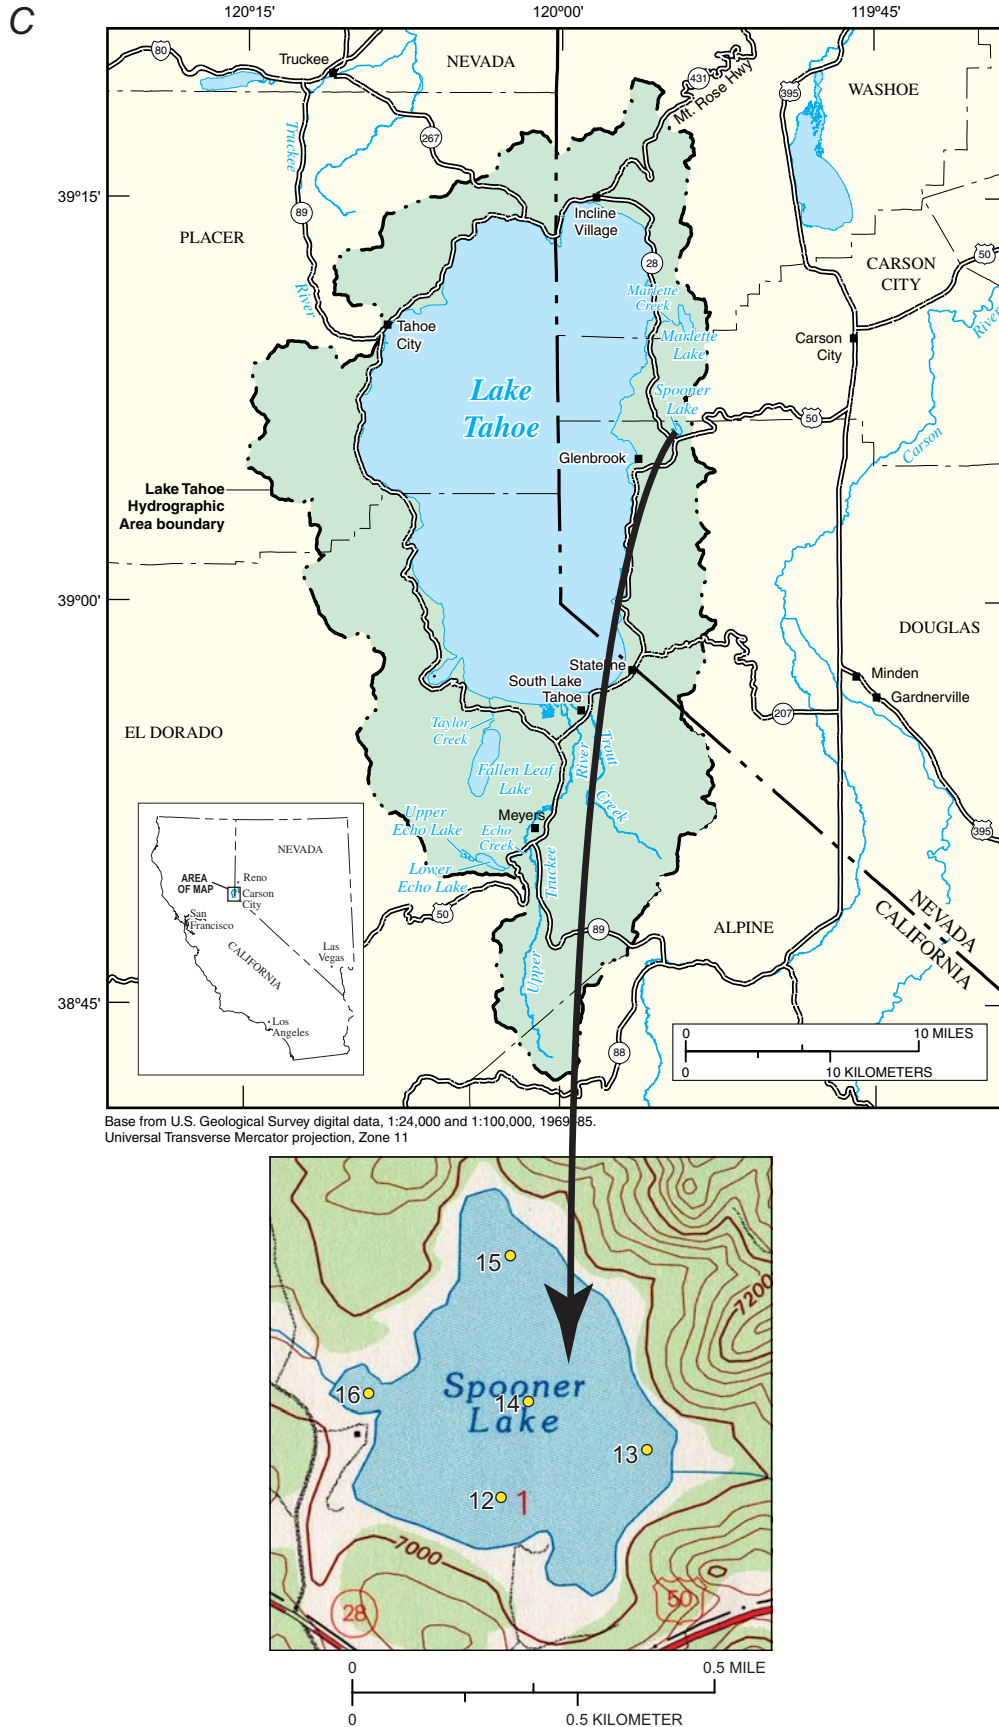 C
120°15'
120°00'
119°45'
80
Truckee
NEVADA
431
Mt. Rose Hwy
395
WASHOE
Truckee
267
39°15'
89
Incline
Village
PLACER
28
CARSON
CITY
50
River
Marlette
Creek
River
Tahoe
City
Marlette
Lake
Carson
City
Lake
Tahoe
Spooner
Lake
50
Glenbrook
Carson
Lake Tahoe
Hydrographic
Area boundary
39°00'
DOUGLAS
Stateline
South Lake
Tahoe
Minden
Gardnerville
207
EL DORADO
Taylor
Creek
River
Trout
Creek
Fallen Leaf
Lake
Upper
Echo Lake
Meyers
Echo
Creek
395
NEVADA
AREA
OF MAP
Reno
Carson
City
Lower
Echo Lake
Truckee
50
San
Francisco
89
ALPINE
NEVADA
CALIFORNIA
Las
Vegas
CALIFORNIA
Upper
38°45'
Los
Angeles
0
10 MILES
88
0
10 KILOMETERS
Base from U.S. Geological Survey digital data, 1:24,000 and 1:100,000, 1969-85.
Universal Transverse Mercator projection, Zone 11
15
7200
16
Spooner
14
Lake
13
12
1
7000
28
50
0
0.5 MILE
0
0.5 KILOMETER